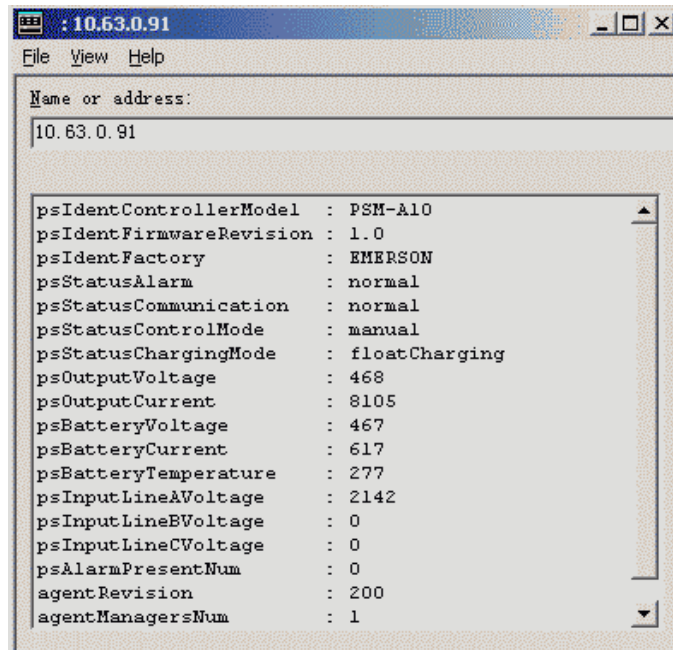 : 10.63.0.91
File View Help
Name or address:
10.63.0.91
psIdentControllerModel : PSM-A10
psIdentFirmwareRevision : 1.0
psIdentFactory : EMERSON
psStatusAlarm : normal
psStatusCommunication : normal
psStatusControlMode : manual
psStatusChargingMode : floatCharging
psOutputVoltage : 468
psOutputCurrent : 8105
psBatteryVoltage : 467
psBatteryCurrent : 617
psBatteryTemperature : 277
psInputLineAVoltage : 2142
psInputLineBVoltage : 0
psInputLineCVoltage : 0
psAlarmPresentNum : 0
agentRevision : 200
agentManagersNum : 1